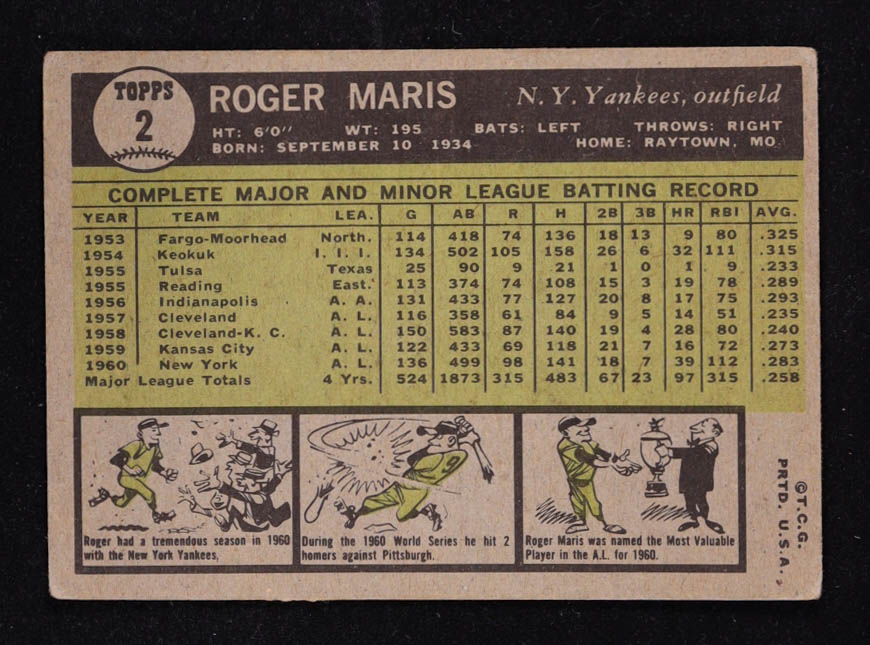 TOPPS
2
ROGER MARIS N. Y. Yankees, outfield
HT: 6'0" WT: 195 BATS: LEFT THROWS: RIGHT
BORN: SEPTEMBER 10 1934 HOME: RAYTOWN, MO.
COMPLETE MAJOR AND MINOR LEAGUE BATTING RECORD
YEAR TEAM LEA. G AB R H 2B 3B HR RBI AVG.
1953 Fargo-Moorhead North. 114 418 74 136 18 13 9 80 .325
1954 Keokuk I. I. I. 134 502 105 158 26 6 32 111 .315
1955 Tulsa Texas 25 90 9 21 1 0 1 9 .233
1955 Reading East. 113 374 74 108 15 3 19 78 .289
1956 Indianapolis A. A. 131 433 77 127 20 8 17 75 .293
1957 Cleveland A. L. 116 358 61 84 9 5 14 51 .235
1958 Cleveland-K. C. A. L. 150 583 87 140 19 4 28 80 .240
1959 Kansas City A. L. 122 433 69 118 21 7 16 72 .273
1960 New York A. L. 136 499 98 141 18 7 39 112 .283
Major League Totals 4 Yrs. 524 1873 315 483 67 23 97 315 .258
9
Roger had a tremendous season in 1960
with the New York Yankees.
During the 1960 World Series he hit 2
homers against Pittsburgh.
Roger Maris was named the Most Valuable
Player in the A.L. for 1960.
©T.C.G.
PRTD. U.S.A.